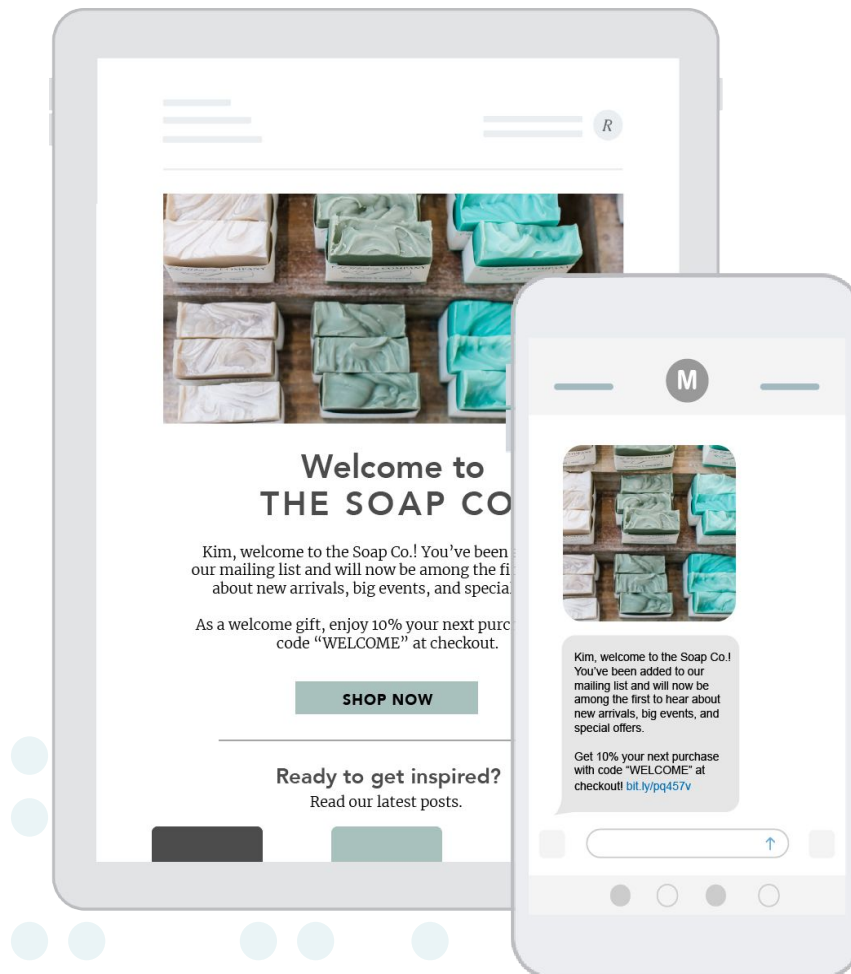 R
Welcome to
THE SOAP CO
Kim, welcome to the Soap Co.! You’ve been
our mailing list and will now be among the fi
about new arrivals, big events, and specia
As a welcome gift, enjoy 10% your next purc
code “WELCOME” at checkout.
SHOP NOW
Ready to get inspired?
Read our latest posts.
M
Kim, welcome to the Soap Co.!
You’ve been added to our
mailing list and will now be
among the first to hear about
new arrivals, big events, and
special offers.
Get 10% your next purchase
with code “WELCOME” at
checkout! bit.ly/pq457v